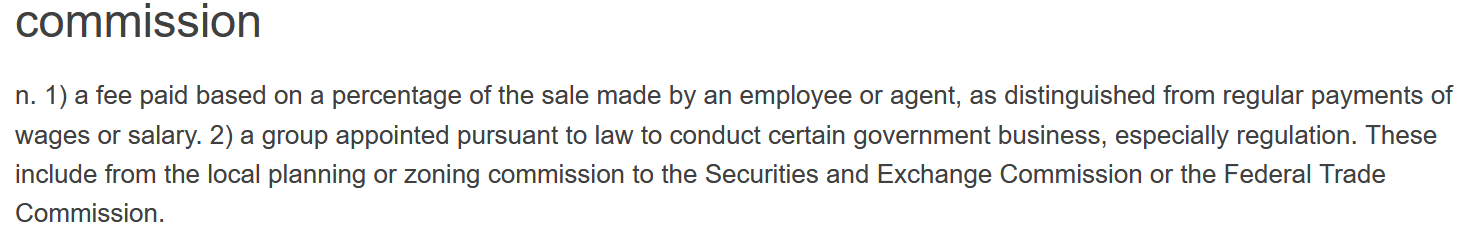 commission
n. 1) a fee paid based on a percentage of the sale made by an employee or agent, as distinguished from regular payments of
wages or salary. 2) a group appointed pursuant to law to conduct certain government business, especially regulation. These
include from the local planning or zoning commission to the Securities and Exchange Commission or the Federal Trade
Commission.